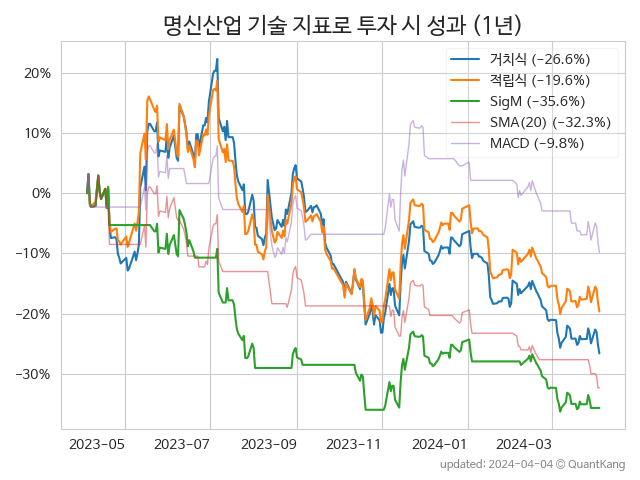 명신산업 기술 지표로 투자 시 성과 (1년)
거치식 (−26.6%)
적립식 (−19.6%)
SigM (−35.6%)
SMA(20) (−32.3%)
MACD (−9.8%)
20%
10%
0%
−10%
−20%
−30%
2023-05 2023-07 2023-09 2023-11 2024-01 2024-03
updated: 2024-04-04 © QuantKang